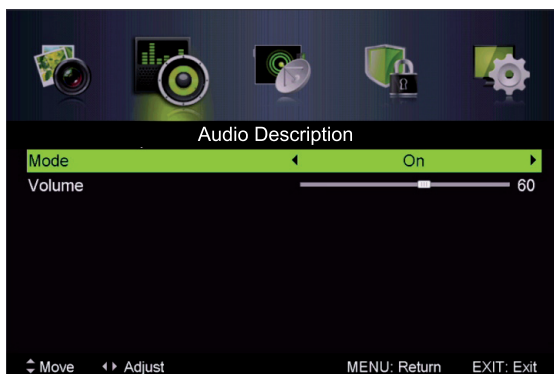 Audio Description
Mode On
Volume 60
Move Adjust MENU: Return EXIT: Exit